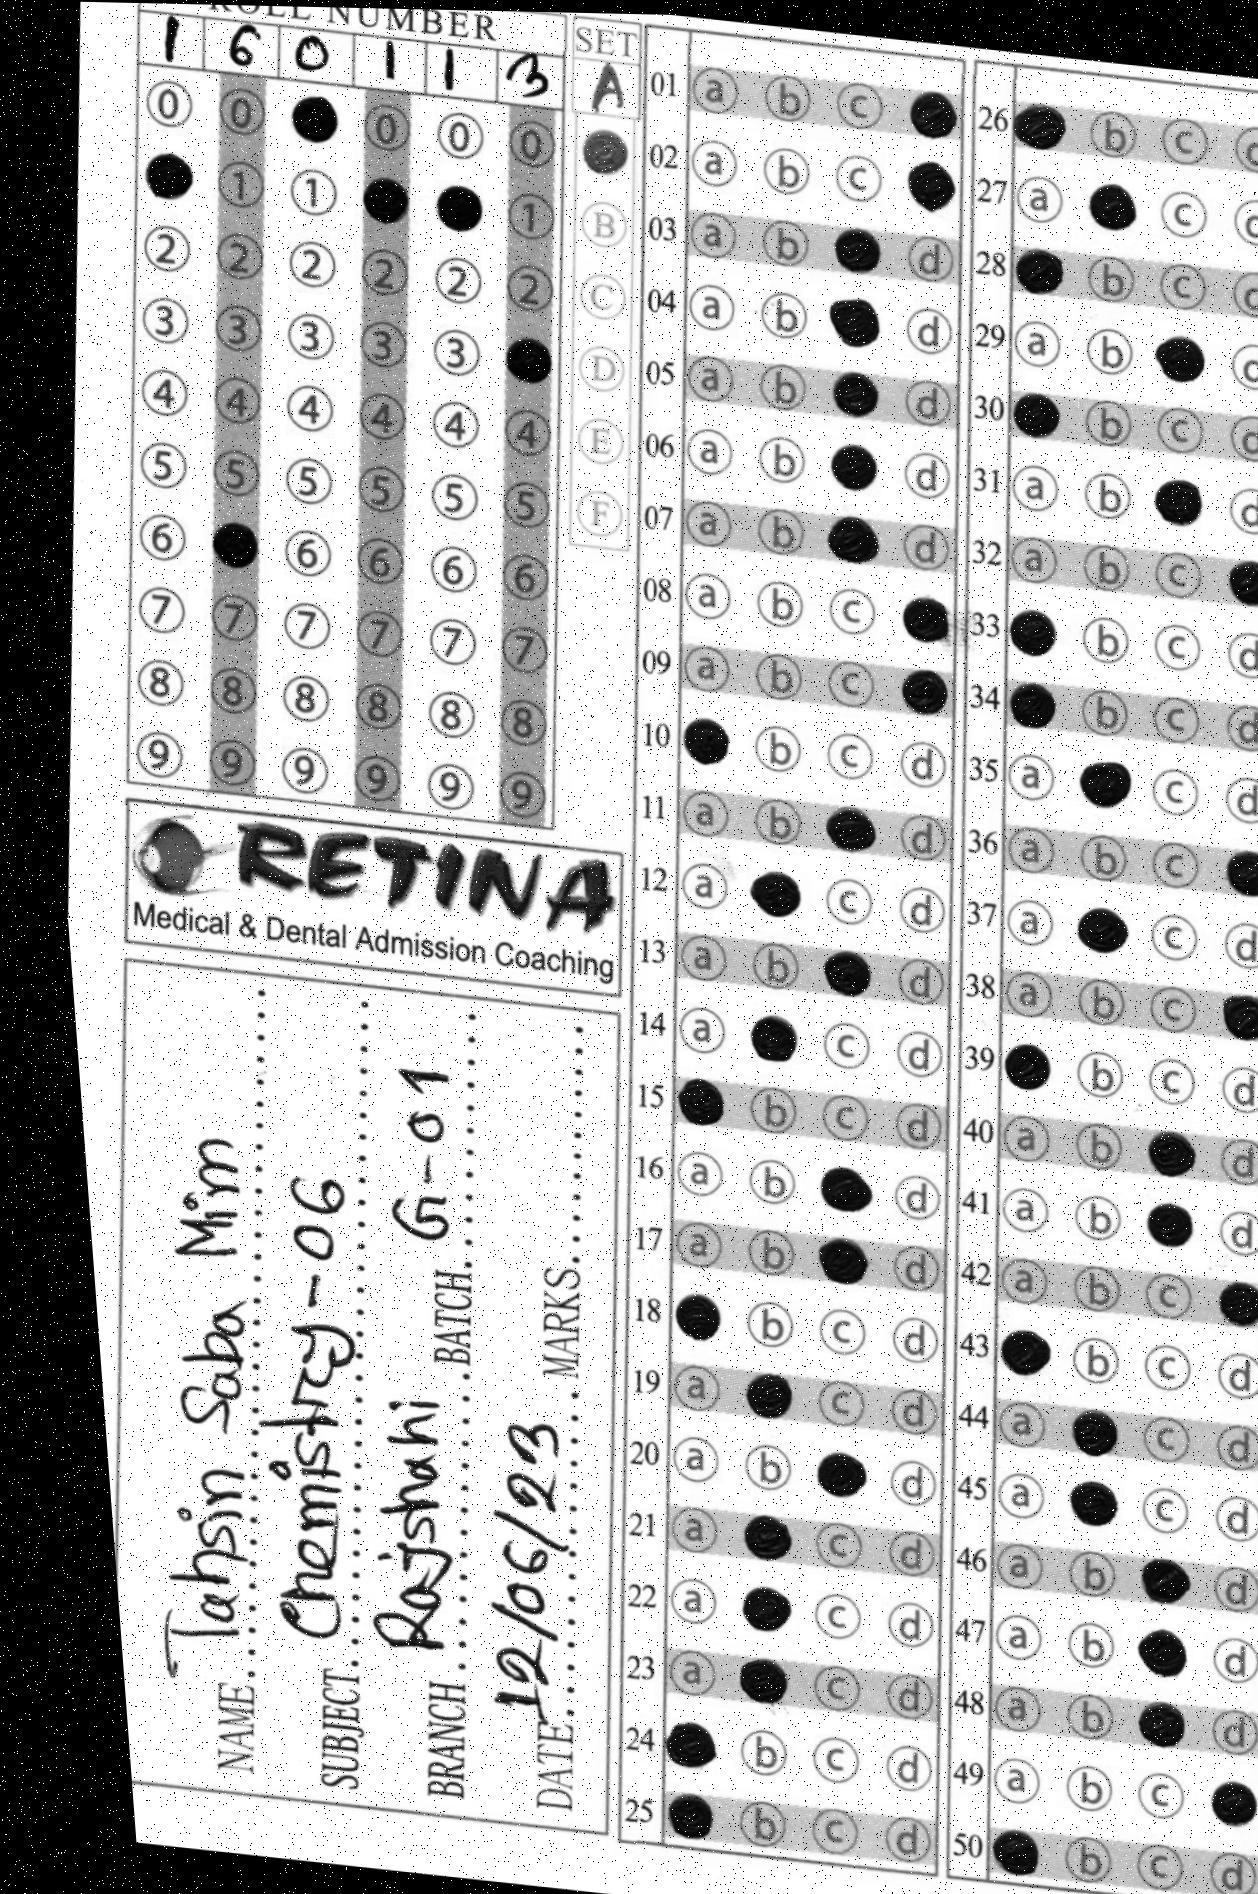 ROLL NUMBER
1 6 0 1 1 3
0 0 0 0 0
1 1 1
2 2 2 2 2 2
3 3 3 3 3
4 4 4 4 4 4
5 5 5 5 5 5
6 6 6 6 6
7 7 7 7 7 7
8 8 8 8 8 8
9 9 9 9 9 9
SET
A
B
C
D
E
F
RETINA
Medical & Dental Admission Coaching
NAME Tahsin Saba Mim
SUBJECT Chemistry-06
BRANCH Rajshahi BATCH G-01
DATE 12/06/23 MARKS
01 a b c
02 a b c
03 a b d
04 a b d
05 a b d
06 a b d
07 a b d
08 a b c
09 a b c
10 b c d
11 a b d
12 a c d
13 a b d
14 a c d
15 b c d
16 a b d
17 a b d
18 b c d
19 a c d
20 a b d
21 a c d
22 a c d
23 a c d
24 b c d
25 b c d
26 b c d
27 a c d
28 b c d
29 a b d
30 b c d
31 a b d
32 a b c
33 b c d
34 b c d
35 a c d
36 a b c
37 a c d
38 a b c
39 b c d
40 a b d
41 a b d
42 a b c
43 b c d
44 a c d
45 a c d
46 a b d
47 a b d
48 a b d
49 a b c
50 b c d